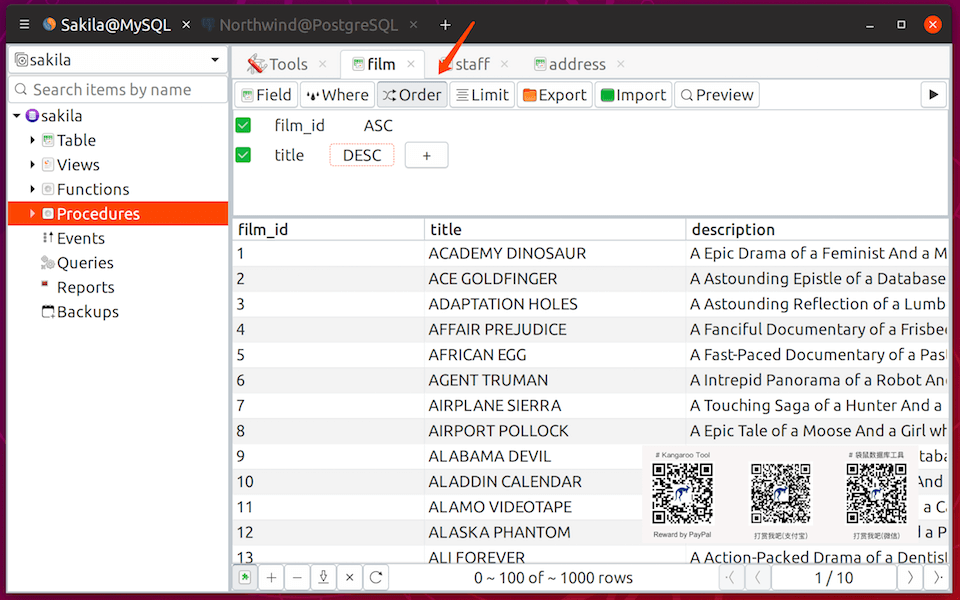 Sakila@MySQL × Northwind@PostgreSQL × +
sakila
Search items by name
sakila
Table
Views
Functions
Procedures
Events
Queries
Reports
Backups
Tools × film × staff × address ×
Field Where Order Limit Export Import Preview
film_id ASC
title DESC +
film_id title description
1 ACADEMY DINOSAUR A Epic Drama of a Feminist And a M
2 ACE GOLDFINGER A Astounding Epistle of a Database
3 ADAPTATION HOLES A Astounding Reflection of a Lumb
4 AFFAIR PREJUDICE A Fanciful Documentary of a Frisbe
5 AFRICAN EGG A Fast-Paced Documentary of a Past
6 AGENT TRUMAN A Intrepid Panorama of a Robot An
7 AIRPLANE SIERRA A Touching Saga of a Hunter And a
8 AIRPORT POLLOCK A Epic Tale of a Moose And a Girl wh
9 ALABAMA DEVIL
10 ALADDIN CALENDAR And
11 ALAMO VIDEOTAPE a C
12 ALASKA PHANTOM d a P
13 ALI FOREVER A Action-Packed Drama of a Dentis
# Kangaroo Tool # 袋鼠数据库工具
Reward by PayPal 打赏我吧(支付宝) 打赏我吧(微信)
0 ~ 100 of ~ 1000 rows 1 / 10